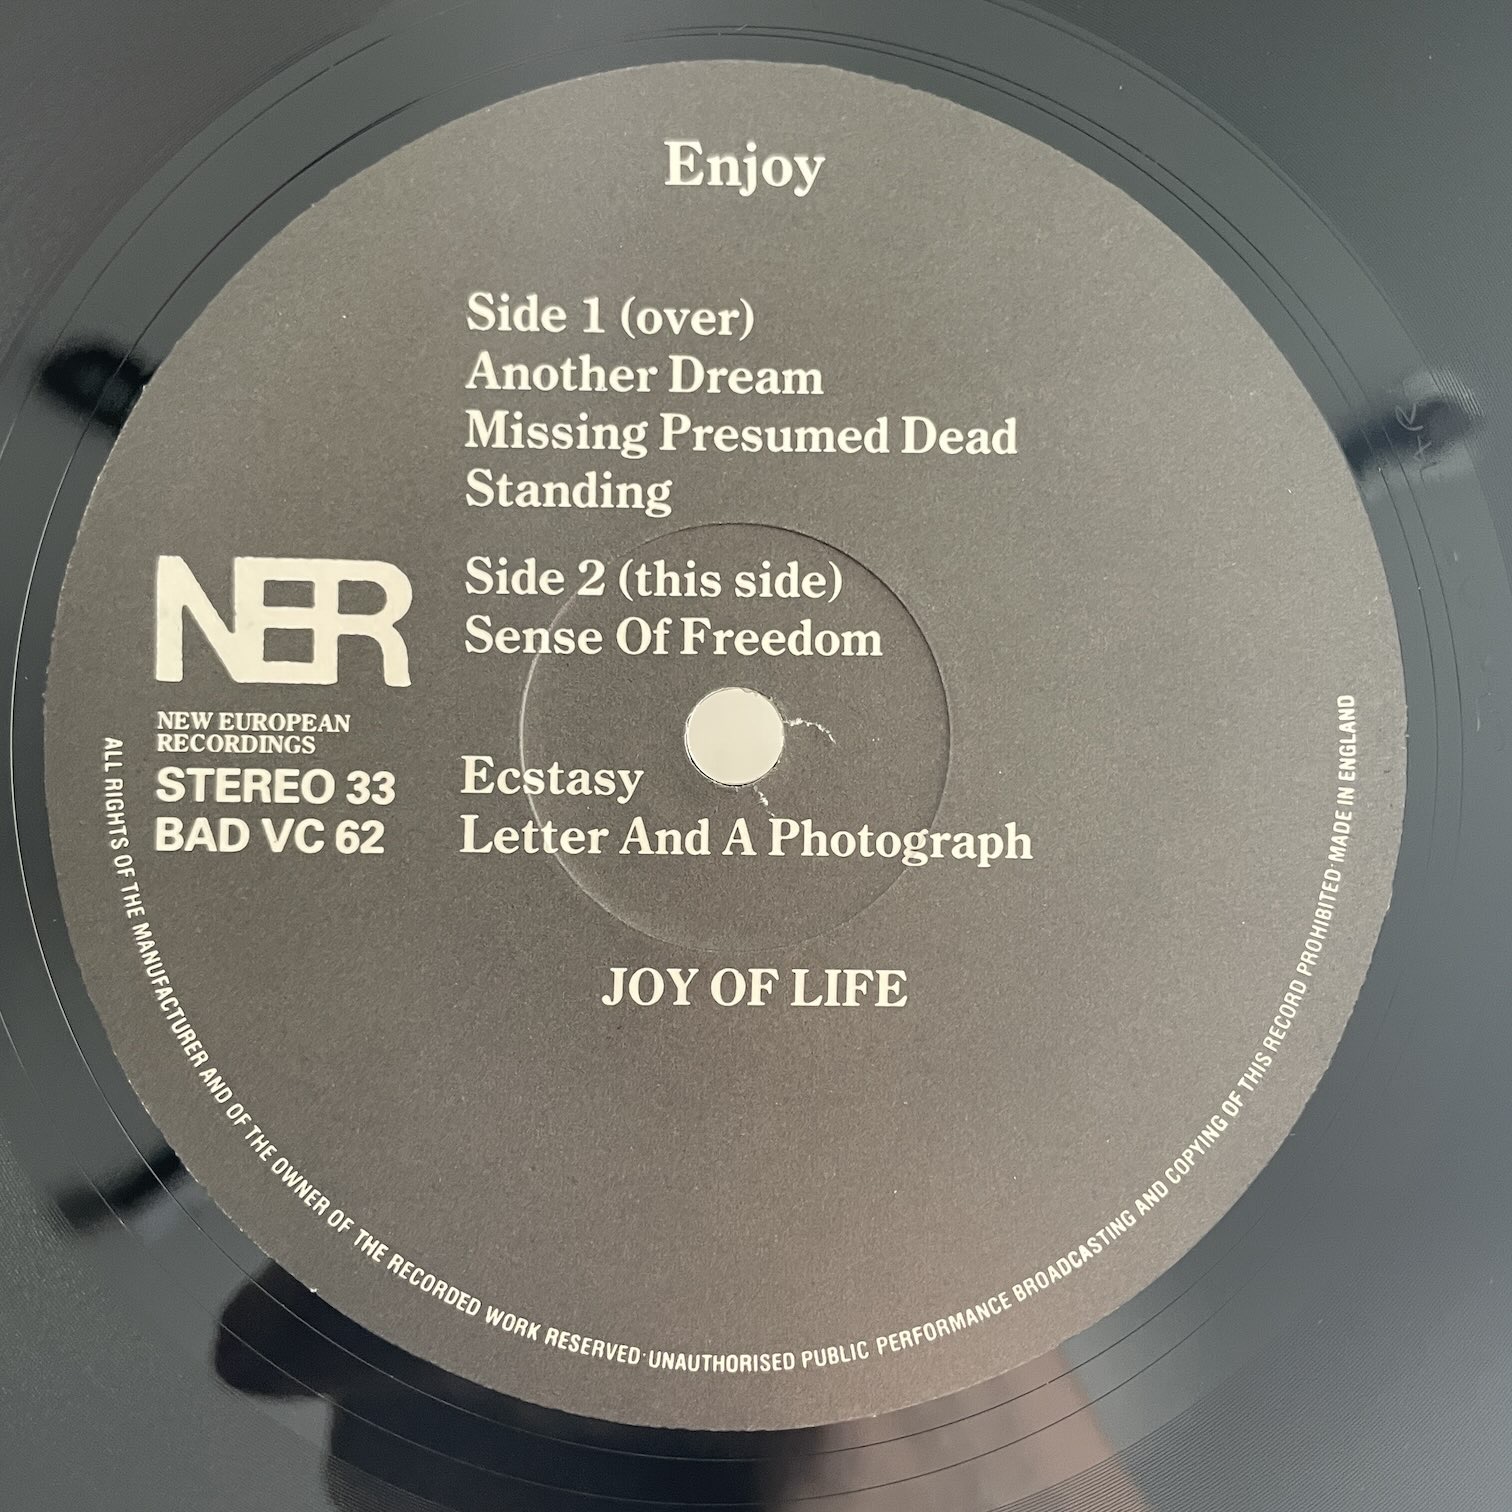 Enjoy
Side 1 (over)
Another Dream
Missing Presumed Dead
Standing
Side 2 (this side)
Sense Of Freedom
Ecstasy
Letter And A Photograph
NER
NEW EUROPEAN
RECORDINGS
STEREO 33
BAD VC 62
JOY OF LIFE
ALL RIGHTS OF THE MANUFACTURER AND OF THE OWNER OF THE RECORDED WORK RESERVED·UNAUTHORISED PUBLIC PERFORMANCE BROADCASTING AND COPYING OF THIS RECORD PROHIBITED·MADE IN ENGLAND